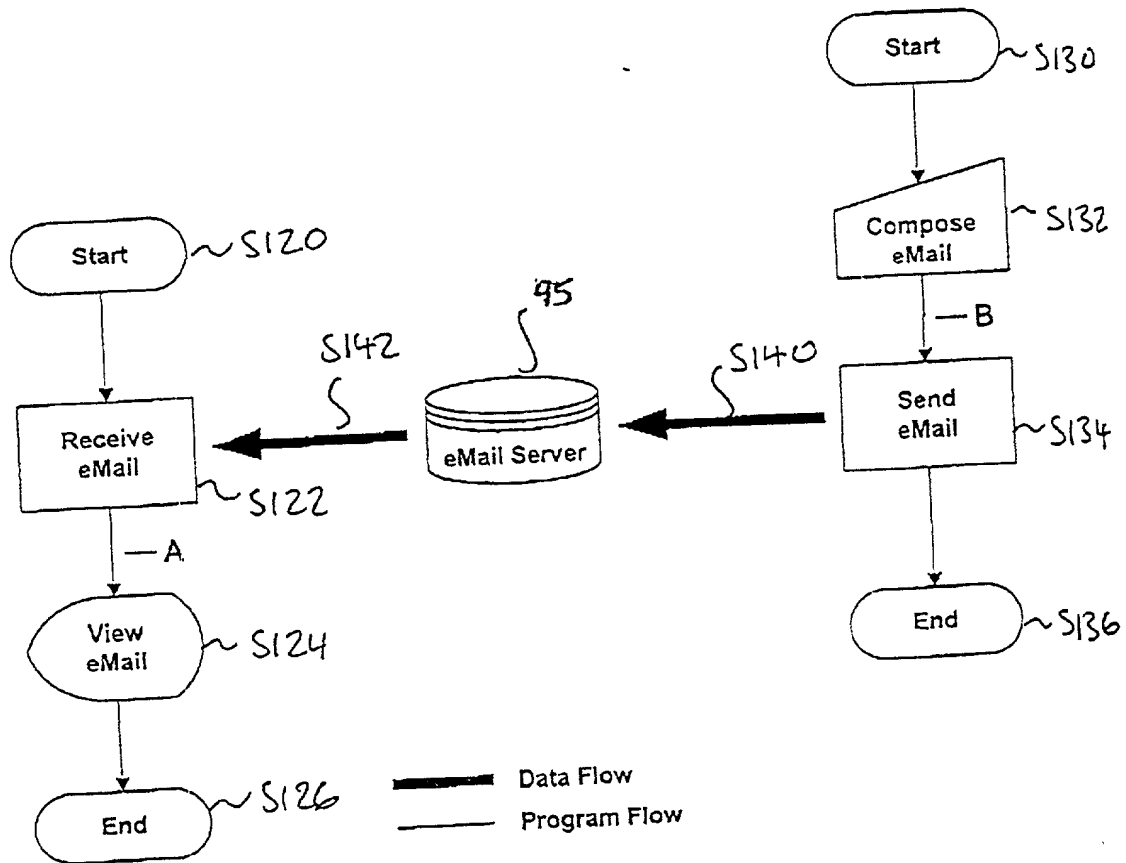 Start
S130
Compose
eMail
S132
B
Send
eMail
S134
End
S136
Start
S120
Receive
eMail
S122
A
View
eMail
S124
End
S126
S142
95
eMail Server
S140
Data Flow
Program Flow